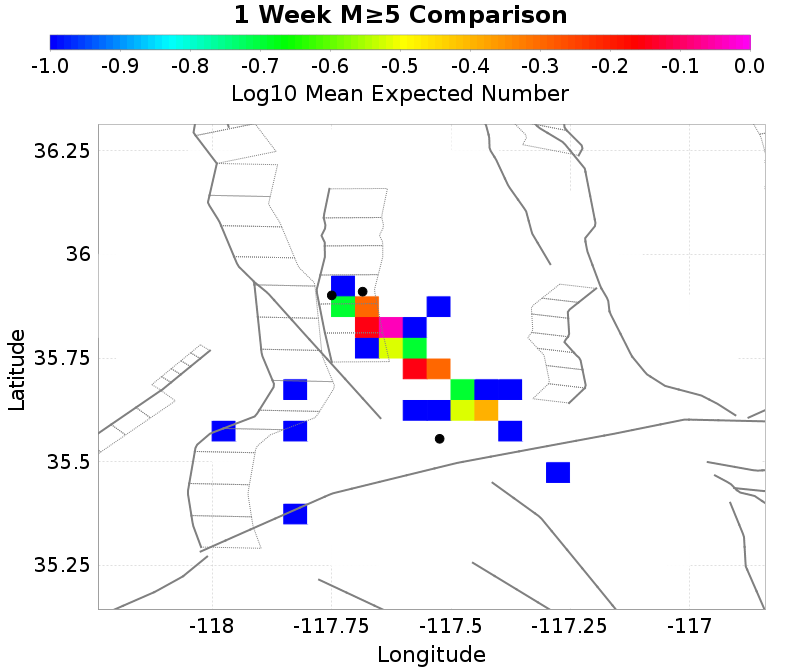 1 Week M≥5 Comparison
-1.0 -0.9 -0.8 -0.7 -0.6 -0.5 -0.4 -0.3 -0.2 -0.1 0.0
Log10 Mean Expected Number
36.25
36
35.75
35.5
35.25
Latitude
-118 -117.75 -117.5 -117.25 -117
Longitude